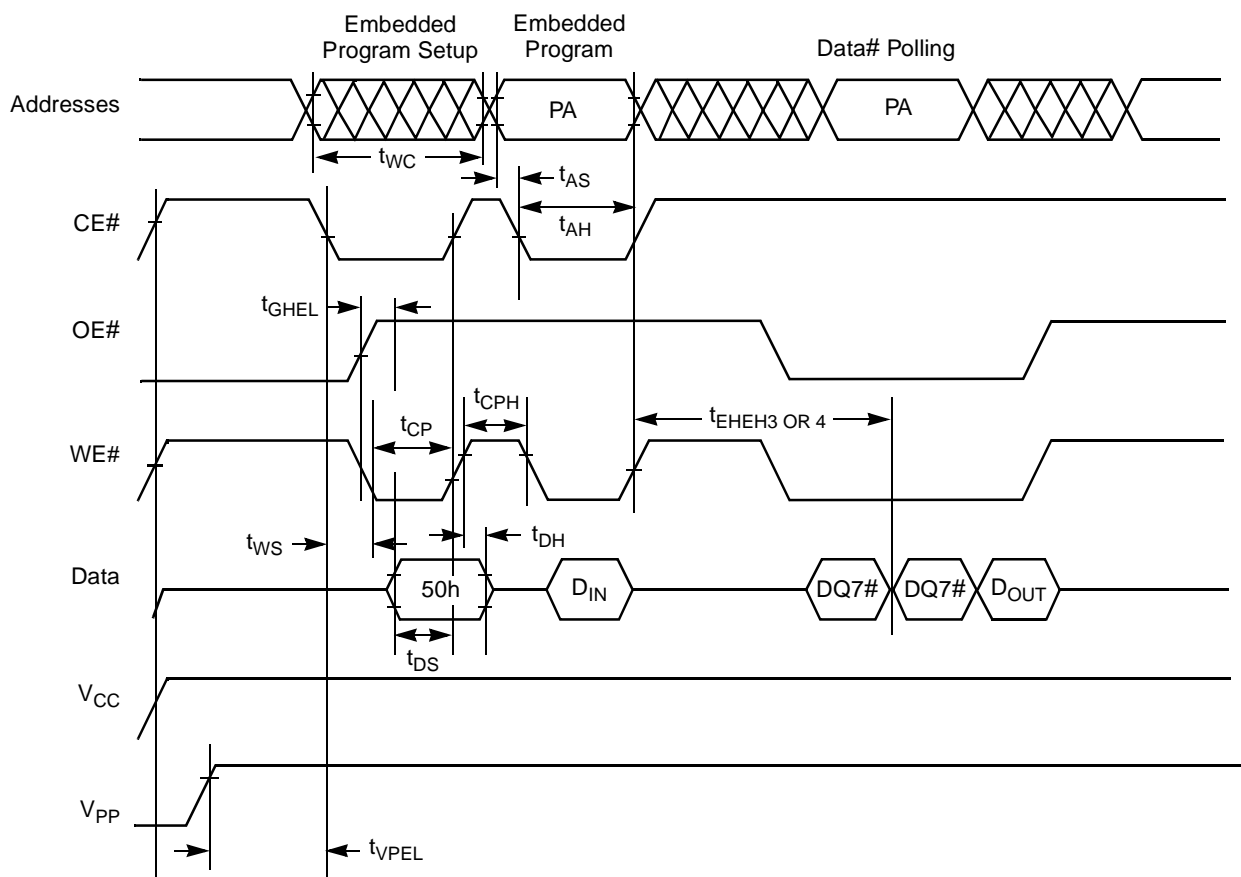 Embedded
Program Setup
Embedded
Program
Data# Polling
Addresses
PA
PA
tWC
tAS
CE#
tAH
tGHEL
OE#
tCP
tCPH
tEHEH3 OR 4
WE#
tWS
tDH
Data
50h
DIN
DQ7#
DQ7#
DOUT
tDS
VCC
VPP
tVPEL